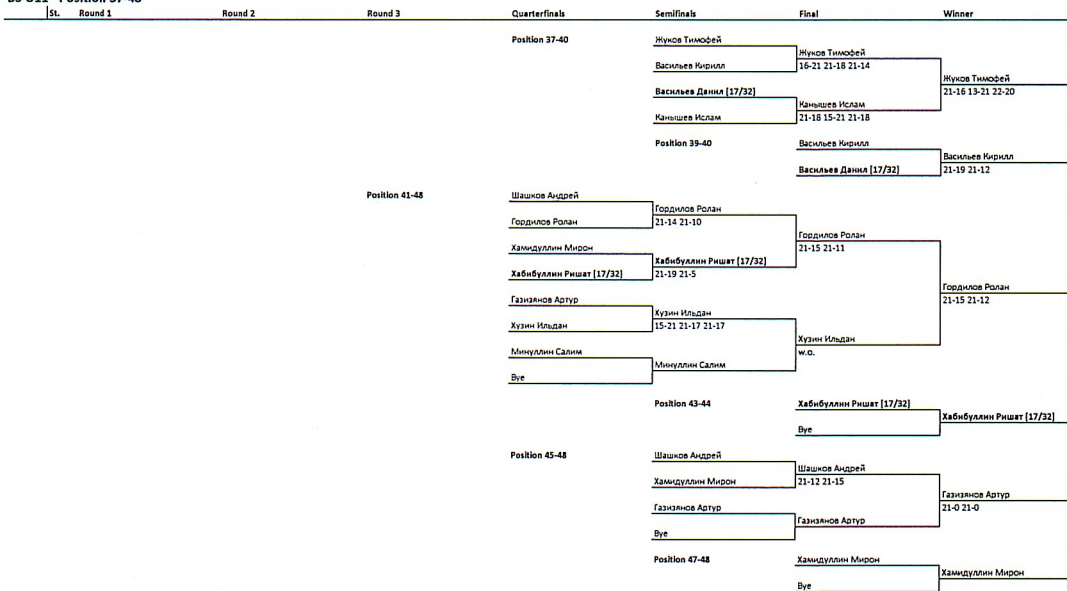 BS U11 - Position 37-48
St. Round 1 Round 2 Round 3 Quarterfinals Semifinals Final Winner
Position 37-40 Жуков Тимофей
Жуков Тимофей
Васильев Кирилл 16-21 21-18 21-14
Жуков Тимофей
Васильев Данил [17/32] 21-16 13-21 22-20
Канышев Ислам
Канышев Ислам 21-18 15-21 21-18
Position 39-40 Васильев Кирилл
Васильев Кирилл
Васильев Данил [17/32] 21-19 21-12
Position 41-48 Шашков Андрей
Гордилов Ролан
Гордилов Ролан 21-14 21-10
Гордилов Ролан
Хамидуллин Мирон 21-15 21-11
Хабибуллин Ришат [17/32]
Хабибуллин Ришат [17/32] 21-19 21-5
Гордилов Ролан
Газизянов Артур 21-15 21-12
Хузин Ильдан
Хузин Ильдан 15-21 21-17 21-17
Хузин Ильдан
Минуллин Салим w.o.
Минуллин Салим
Bye
Position 43-44 Хабибуллин Ришат [17/32]
Хабибуллин Ришат [17/32]
Bye
Position 45-48 Шашков Андрей
Шашков Андрей
Хамидуллин Мирон 21-12 21-15
Газизянов Артур
Газизянов Артур 21-0 21-0
Газизянов Артур
Bye
Position 47-48 Хамидуллин Мирон
Хамидуллин Мирон
Bye